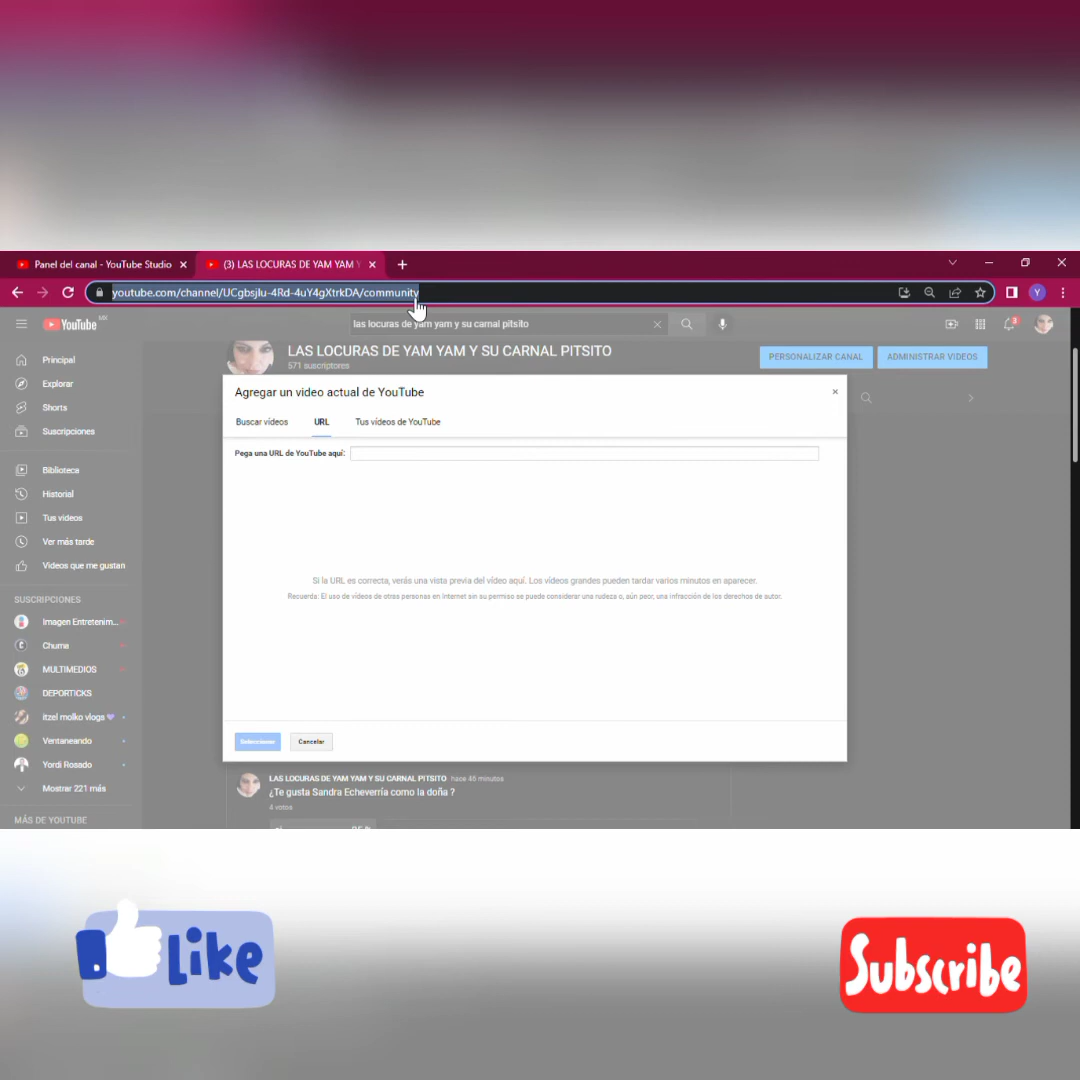 Panel del canal - YouTube Studio
(3) LAS LOCURAS DE YAM YAM Y
youtube.com/channel/UCgbsjlu-4Rd-4uY4gXtrkDA/community
Y
YouTube MX
las locuras de yam yam y su carnal pitsito
3
LAS LOCURAS DE YAM YAM Y SU CARNAL PITSITO
571 suscriptores
PERSONALIZAR CANAL
ADMINISTRAR VIDEOS
Principal
Explorar
Shorts
Suscripciones
Biblioteca
Historial
Tus videos
Ver más tarde
Videos que me gustan
SUSCRIPCIONES
Imagen Entretenim...
Chuma
MULTIMEDIOS
DEPORTICKS
itzel molko vlogs 💜
Ventaneando
Yordi Rosado
Mostrar 221 más
MÁS DE YOUTUBE
Agregar un video actual de YouTube
Buscar vídeos
URL
Tus vídeos de YouTube
Pega una URL de YouTube aquí:
Si la URL es correcta, verás una vista previa del vídeo aquí. Los vídeos grandes pueden tardar varios minutos en aparecer.
Recuerda: El uso de vídeos de otras personas en Internet sin su permiso se puede considerar una rudeza o, aún peor, una infracción de los derechos de autor.
Seleccionar
Cancelar
LAS LOCURAS DE YAM YAM Y SU CARNAL PITSITO hace 46 minutos
¿Te gusta Sandra Echeverría como la doña ?
4 votos
Like
Subscribe